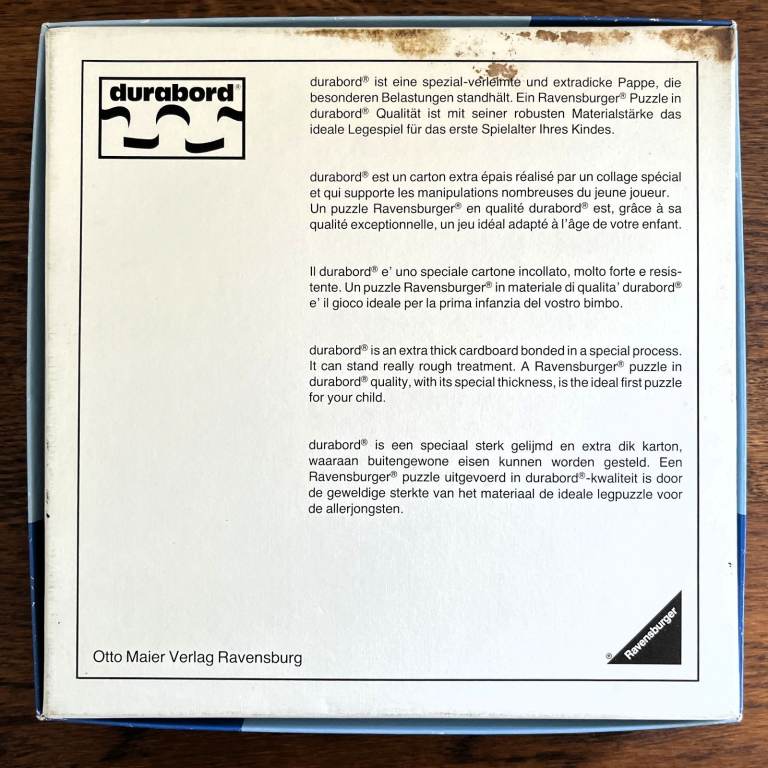 durabord®
durabord® ist eine spezial-verleimte und extradicke Pappe, die
besonderen Belastungen standhält. Ein Ravensburger® Puzzle in
durabord® Qualität ist mit seiner robusten Materialstärke das
ideale Legespiel für das erste Spielalter Ihres Kindes.
durabord® est un carton extra épais réalisé par un collage spécial
et qui supporte les manipulations nombreuses du jeune joueur.
Un puzzle Ravensburger® en qualité durabord® est, grâce à sa
qualité exceptionnelle, un jeu idéal adapté à l'âge de votre enfant.
Il durabord® e' uno speciale cartone incollato, molto forte e resis-
tente. Un puzzle Ravensburger® in materiale di qualita' durabord®
e' il gioco ideale per la prima infanzia del vostro bimbo.
durabord® is an extra thick cardboard bonded in a special process.
It can stand really rough treatment. A Ravensburger® puzzle in
durabord® quality, with its special thickness, is the ideal first puzzle
for your child.
durabord® is een speciaal sterk gelijmd en extra dik karton,
waaraan buitengewone eisen kunnen worden gesteld. Een
Ravensburger® puzzle uitgevoerd in durabord®-kwaliteit is door
de geweldige sterkte van het materiaal de ideale legpuzzle voor
de allerjongsten.
Otto Maier Verlag Ravensburg
® Ravensburger